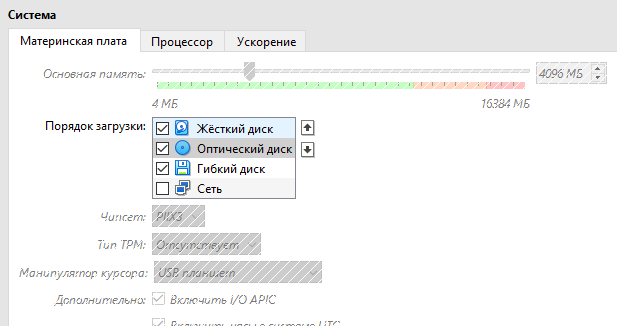 Система
Материнская плата Процессор Ускорение
Основная память: 4096 МБ
4 МБ 16384 МБ
Порядок загрузки: Жёсткий диск
Оптический диск
Гибкий диск
Сеть
Чипсет: PIIX3
Тип TPM: Отсутствует
Манипулятор курсора: USB планшет
Дополнительно: Включить I/O APIC
Включить часы в системе UTC